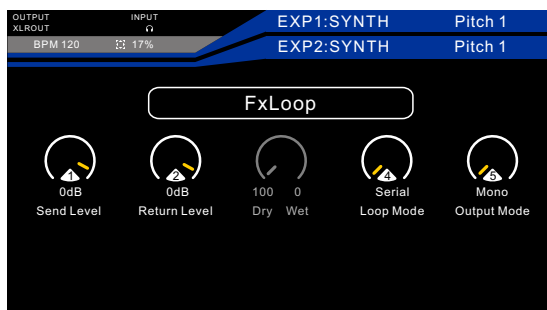 OUTPUT INPUT
XLROUT
BPM 120 17%
EXP1:SYNTH Pitch 1
EXP2:SYNTH Pitch 1
FxLoop
1 2 4 5
0dB 0dB 100 0 Serial Mono
Send Level Return Level Dry Wet Loop Mode Output Mode